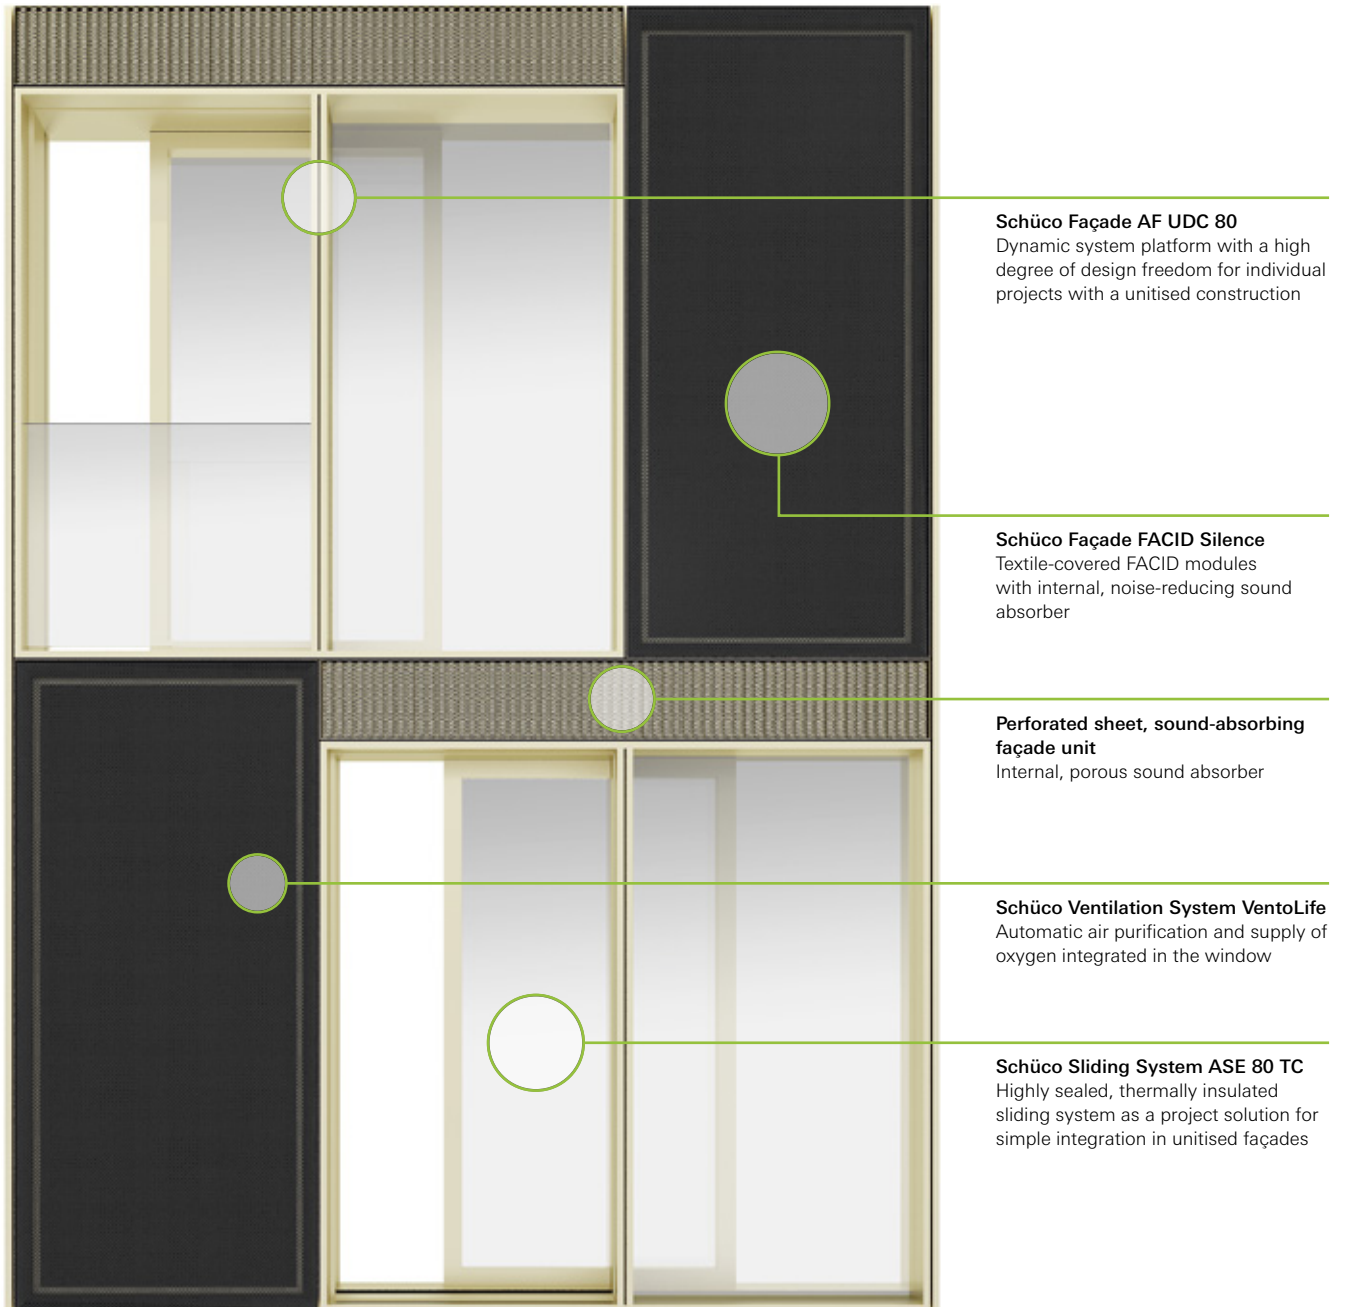 Schüco Façade AF UDC 80
Dynamic system platform with a high
degree of design freedom for individual
projects with a unitised construction
Schüco Façade FACID Silence
Textile-covered FACID modules
with internal, noise-reducing sound
absorber
Perforated sheet, sound-absorbing
façade unit
Internal, porous sound absorber
Schüco Ventilation System VentoLife
Automatic air purification and supply of
oxygen integrated in the window
Schüco Sliding System ASE 80 TC
Highly sealed, thermally insulated
sliding system as a project solution for
simple integration in unitised façades